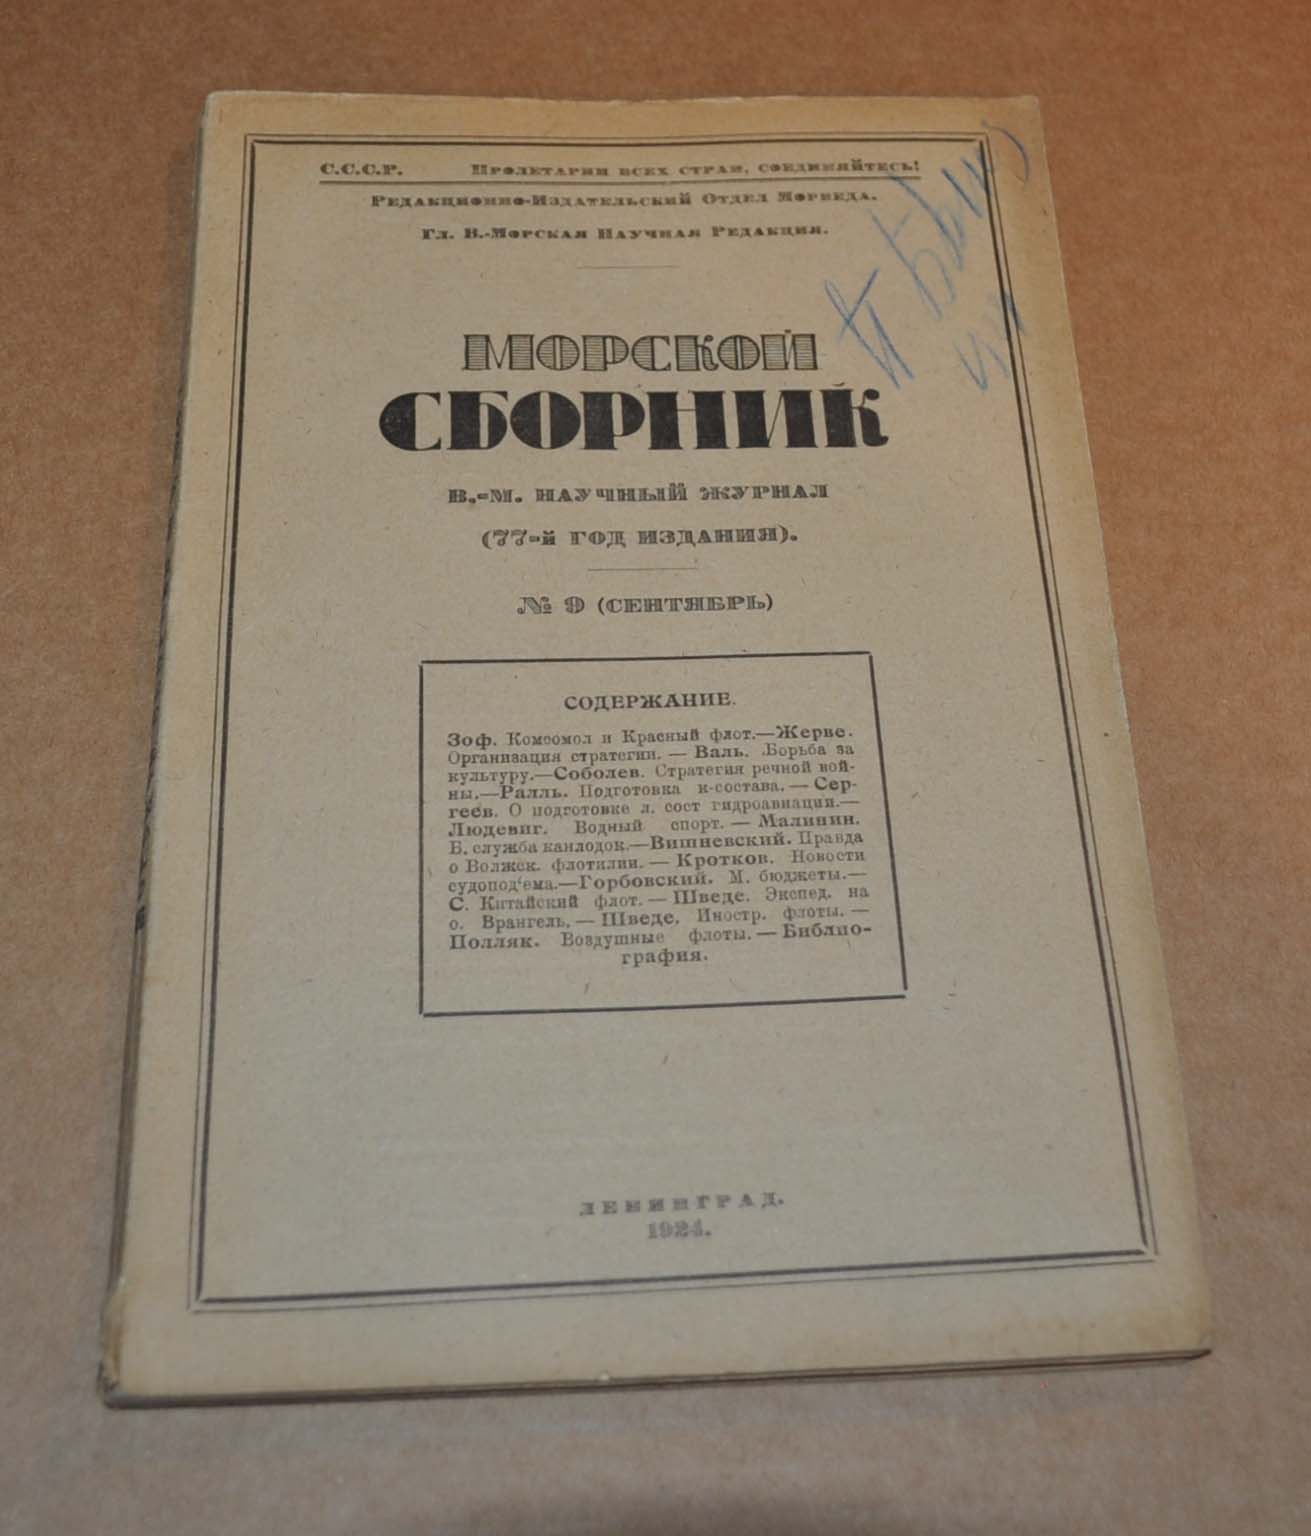 С.С.С.Р. Пролетарии всех стран, соединяйтесь!
Редакционно-Издательский Отдел Морведа.
Гл. В.-Морская Научная Редакция.
МОРСКОЙ
СБОРНИК
В.-М. НАУЧНЫЙ ЖУРНАЛ
(77-й ГОД ИЗДАНИЯ).
№ 9 (СЕНТЯБРЬ)
СОДЕРЖАНИЕ.
Зоф. Комсомол и Красный флот.—Жерве.
Организация стратегии. — Валь. Борьба за
культуру.—Соболев. Стратегия речной вой-
ны.—Ралль. Подготовка к-состава. — Сер-
геев. О подготовке л. сост гидроавиации.—
Людевиг. Водный спорт. — Малинин.
Б. служба канлодок.—Вишневский. Правда
о Волжск. флотилии. — Кротков. Новости
судопод‘ема.—Горбовский. М. бюджеты.—
С. Китайский флот. — Шведе. Экспед. на
о. Врангель. — Шведе. Иностр. флоты. —
Полляк. Воздушные флоты. — Библио-
графия.
ЛЕНИНГРАД.
1924.